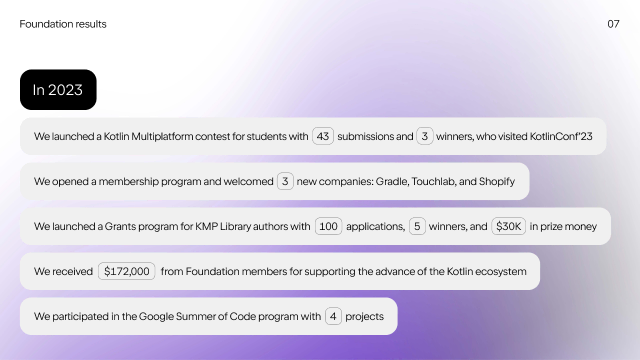 Foundation results
07
In 2023
We launched a Kotlin Multiplatform contest for students with 43 submissions and 3 winners, who visited KotlinConf'23
We opened a membership program and welcomed 3 new companies: Gradle, Touchlab, and Shopify
We launched a Grants program for KMP Library authors with 100 applications, 5 winners, and $30K in prize money
We received $172,000 from Foundation members for supporting the advance of the Kotlin ecosystem
We participated in the Google Summer of Code program with 4 projects